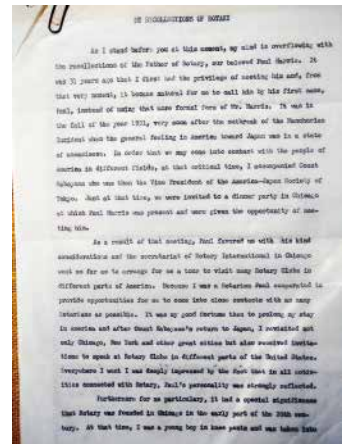 MY RECOLLECTIONS OF ROTARY
As I stand before you at this moment, my mind is overflowing with
the recollections of the Father of Rotary, our beloved Paul Harris. It
was 31 years ago that I first had the privilege of meeting him and, from
that very moment, it became natural for me to call him by his first name,
Paul, instead of using that more formal form of Mr. Harris. It was in
the fall of the year 1931, very soon after the outbreak of the Manchurian
Incident when the general feeling in America toward Japan was in a state
of uneasiness. In order that we may come into contact with the people of
America in different fields, at that critical time, I accompanied Count
Kabayama who was then the Vice President of the America-Japan Society of
Tokyo. Just at that time, we were invited to a dinner party in Chicago
at which Paul Harris was present and were given the opportunity of mee-
ting him.
As a result of that meeting, Paul favored us with his kind
considerations and the secretariat of Rotary International in Chicago
went so far as to arrange for us a tour to visit many Rotary Clubs in
different parts of America. Because I was a Rotarian Paul cooperated to
provide opportunities for me to come into close contacts with as many
Rotarians as possible. It was my good fortune thus to prolong my stay
in America and after Count Kabayama's return to Japan, I revisited not
only Chicago, New York and other great cities but also received invita-
tions to speak at Rotary Clubs in different parts of the United States.
Everywhere I went I was deeply impressed by the fact that in all
connected with Rotary, Paul's personality was strongly reflected.
Furthermore for me particulary, it had a special significance
that Rotary was founded in Chicago in the early part of the 20th cen-
tury. At that time, I was a young boy in knee pants and was taken into